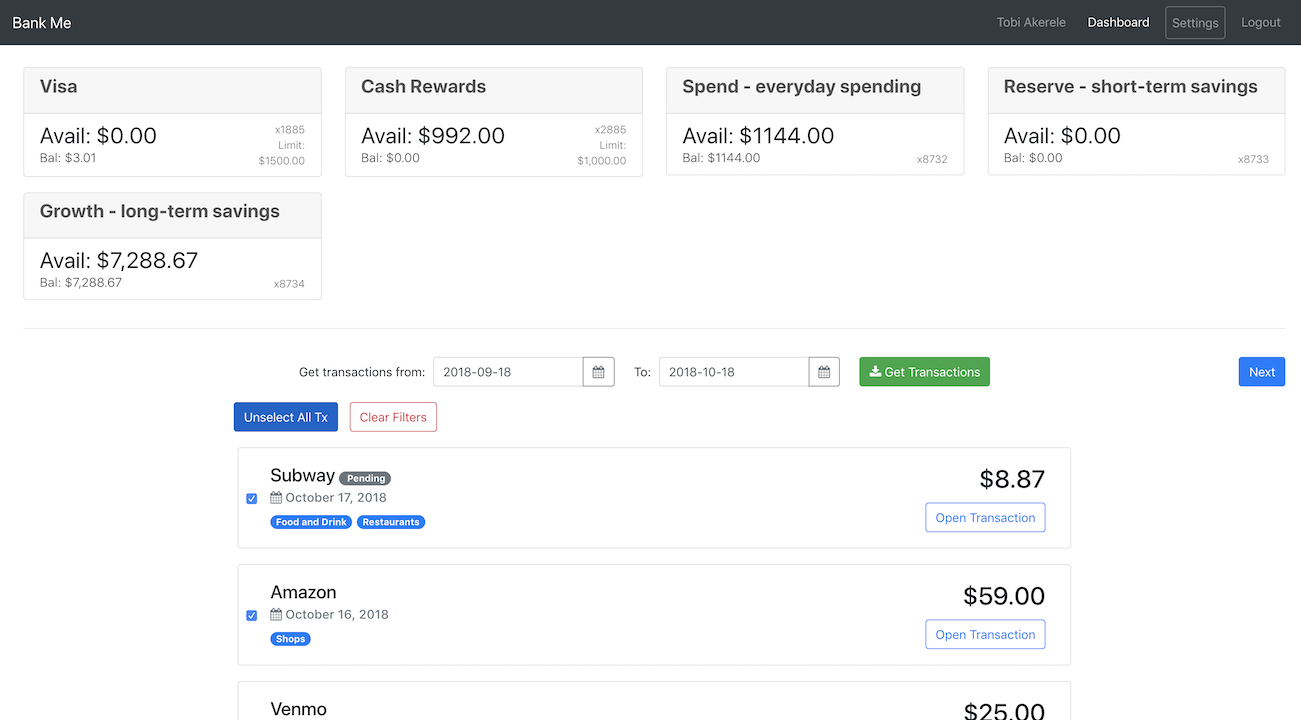 Bank Me
Tobi Akerele Dashboard Settings Logout
Visa
Avail: $0.00
Bal: $3.01
x1885
Limit:
$1500.00
Cash Rewards
Avail: $992.00
Bal: $0.00
x2885
Limit:
$1,000.00
Spend - everyday spending
Avail: $1144.00
Bal: $1144.00
x8732
Reserve - short-term savings
Avail: $0.00
Bal: $0.00
x8733
Growth - long-term savings
Avail: $7,288.67
Bal: $7,288.67
x8734
Get transactions from: 2018-09-18 To: 2018-10-18 Get Transactions Next
Unselect All Tx Clear Filters
Subway Pending
October 17, 2018
Food and Drink Restaurants
$8.87
Open Transaction
Amazon
October 16, 2018
Shops
$59.00
Open Transaction
Venmo
$25.00